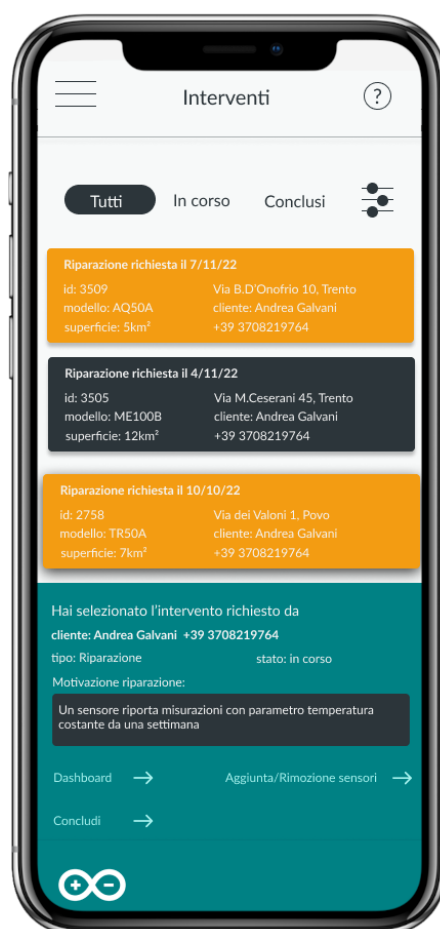 Interventi
?
Tutti In corso Conclusi
Riparazione richiesta il 7/11/22
id: 3509 Via B.D'Onofrio 10, Trento
modello: AQ50A cliente: Andrea Galvani
superficie: 5km² +39 3708219764
Riparazione richiesta il 4/11/22
id: 3505 Via M.Ceserani 45, Trento
modello: ME100B cliente: Andrea Galvani
superficie: 12km² +39 3708219764
Riparazione richiesta il 10/10/22
id: 2758 Via dei Valoni 1, Povo
modello: TR50A cliente: Andrea Galvani
superficie: 7km² +39 3708219764
Hai selezionato l'intervento richiesto da
cliente: Andrea Galvani +39 3708219764
tipo: Riparazione stato: in corso
Motivazione riparazione:
Un sensore riporta misurazioni con parametro temperatura
costante da una settimana
Dashboard → Aggiunta/Rimozione sensori →
Concludi →